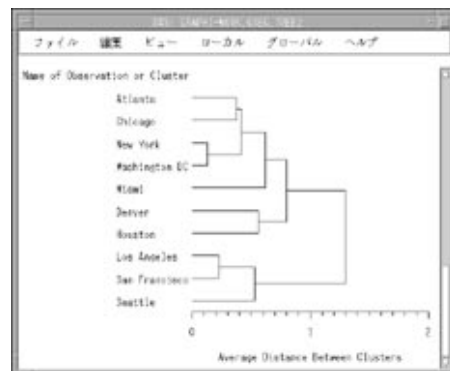 ファイル 編集 ビュー ローカル グローバル ヘルプ
Name of Observation or Cluster
Atlanta
Chicago
New York
Washington DC
Miami
Denver
Houston
Los Angeles
San Francisco
Seattle
0 1 2
Average Distance Between Clusters